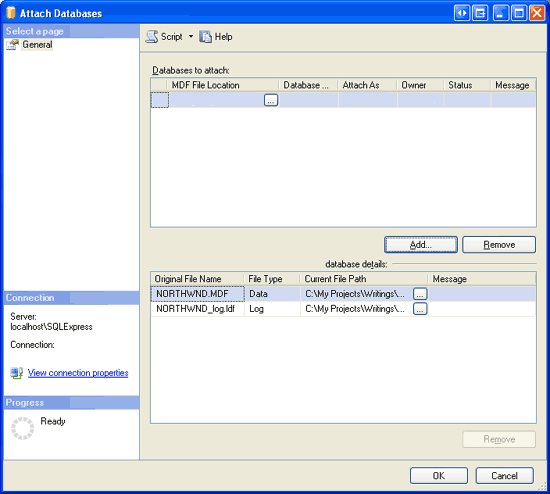 Attach Databases
Select a page
General
Script Help
Databases to attach:
MDF File Location Database ... Attach As Owner Status Message
...
Add... Remove
database details:
Original File Name File Type Current File Path Message
NORTHWND.MDF Data C:\My Projects\Writings\... ...
NORTHWND_log.ldf Log C:\My Projects\Writings\... ...
Connection
Server:
localhost\SQLExpress
Connection:
View connection properties
Progress
Ready
Remove
OK Cancel